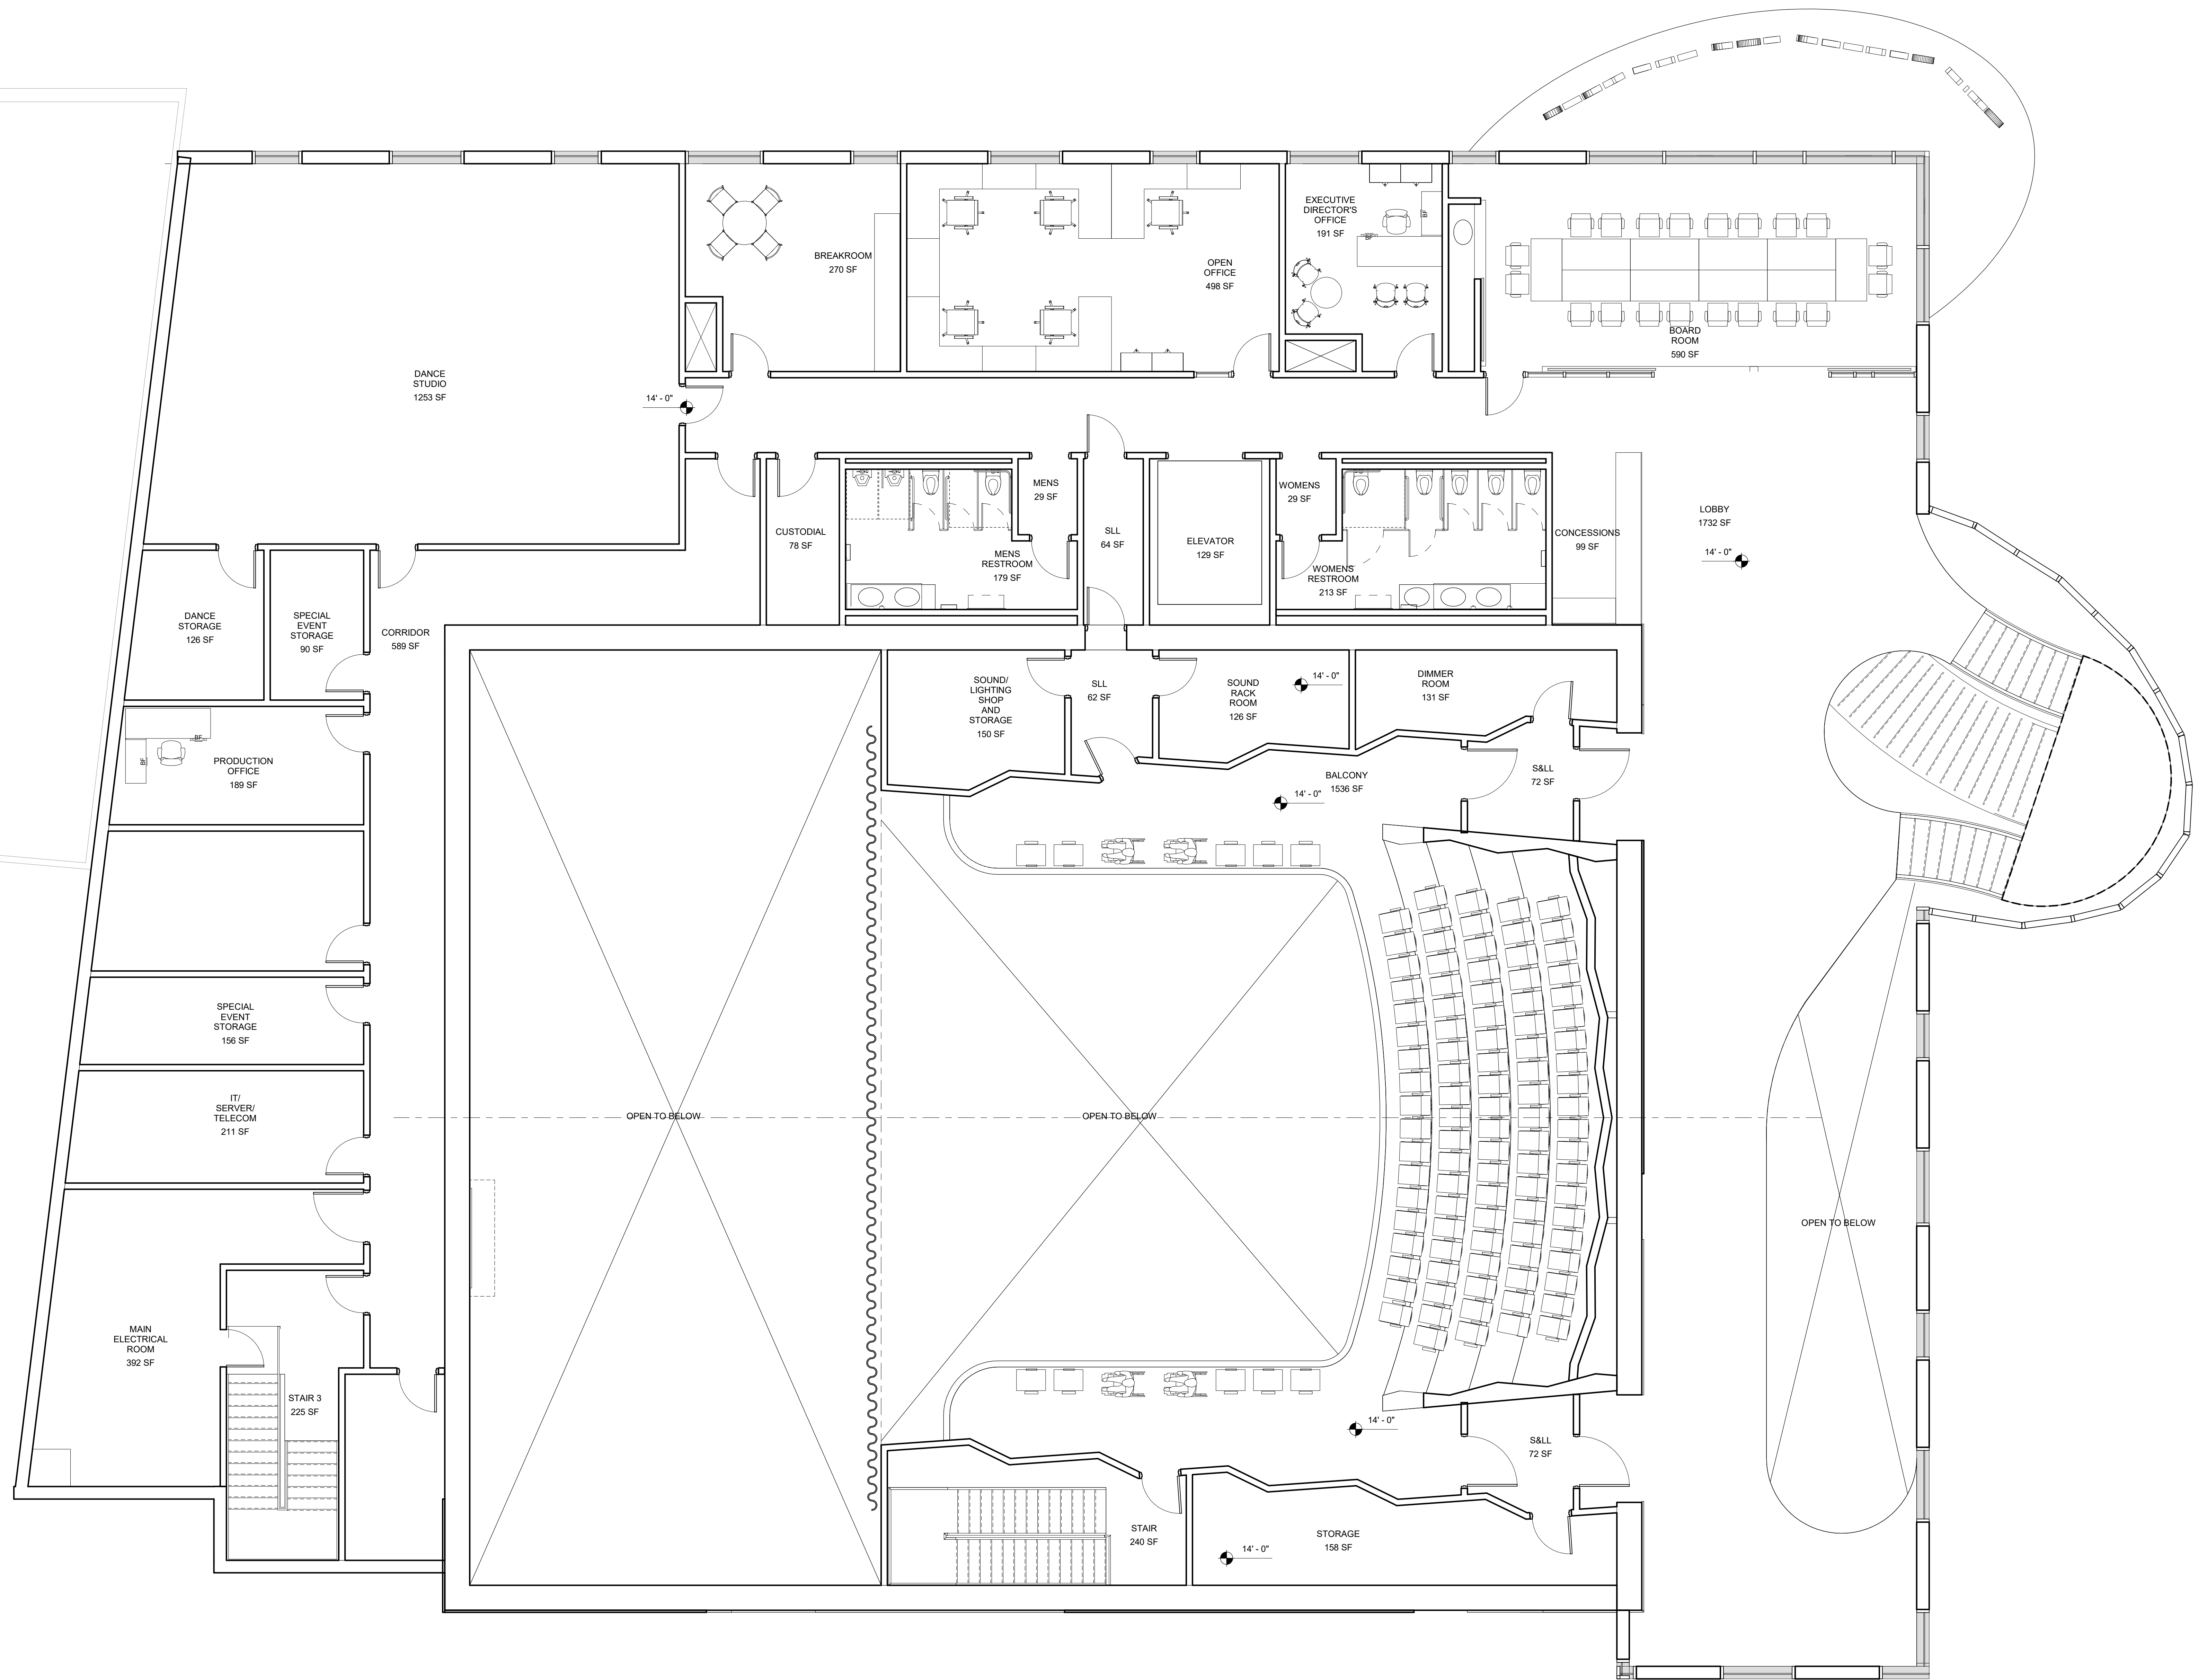 EXECUTIVE
DIRECTOR'S
OFFICE
191 SF
BF
BF
BREAKROOM
270 SF
OPEN
OFFICE
498 SF
BOARD
ROOM
590 SF
DANCE
STUDIO
1253 SF
14' - 0"
MENS
29 SF
WOMENS
29 SF
CUSTODIAL
78 SF
SLL
64 SF
ELEVATOR
129 SF
MENS
RESTROOM
179 SF
WOMENS
RESTROOM
213 SF
CONCESSIONS
99 SF
LOBBY
1732 SF
14' - 0"
DANCE
STORAGE
126 SF
SPECIAL
EVENT
STORAGE
90 SF
CORRIDOR
589 SF
SOUND/
LIGHTING
SHOP
AND
STORAGE
150 SF
SLL
62 SF
SOUND
RACK
ROOM
126 SF
14' - 0"
DIMMER
ROOM
131 SF
BF
BF
PRODUCTION
OFFICE
189 SF
BALCONY
1536 SF
14' - 0"
S&LL
72 SF
SPECIAL
EVENT
STORAGE
156 SF
IT/
SERVER/
TELECOM
211 SF
OPEN TO BELOW
OPEN TO BELOW
OPEN TO BELOW
MAIN
ELECTRICAL
ROOM
392 SF
STAIR 3
225 SF
14' - 0"
S&LL
72 SF
STAIR
240 SF
STORAGE
158 SF
14' - 0"